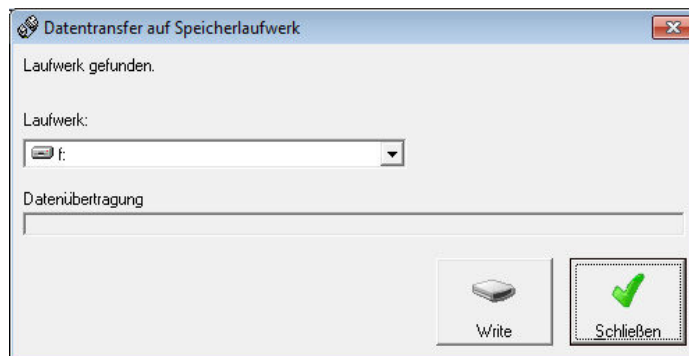 Datentransfer auf Speicherlaufwerk
Laufwerk gefunden.
Laufwerk:
f:
Datenübertragung
Write
Schließen